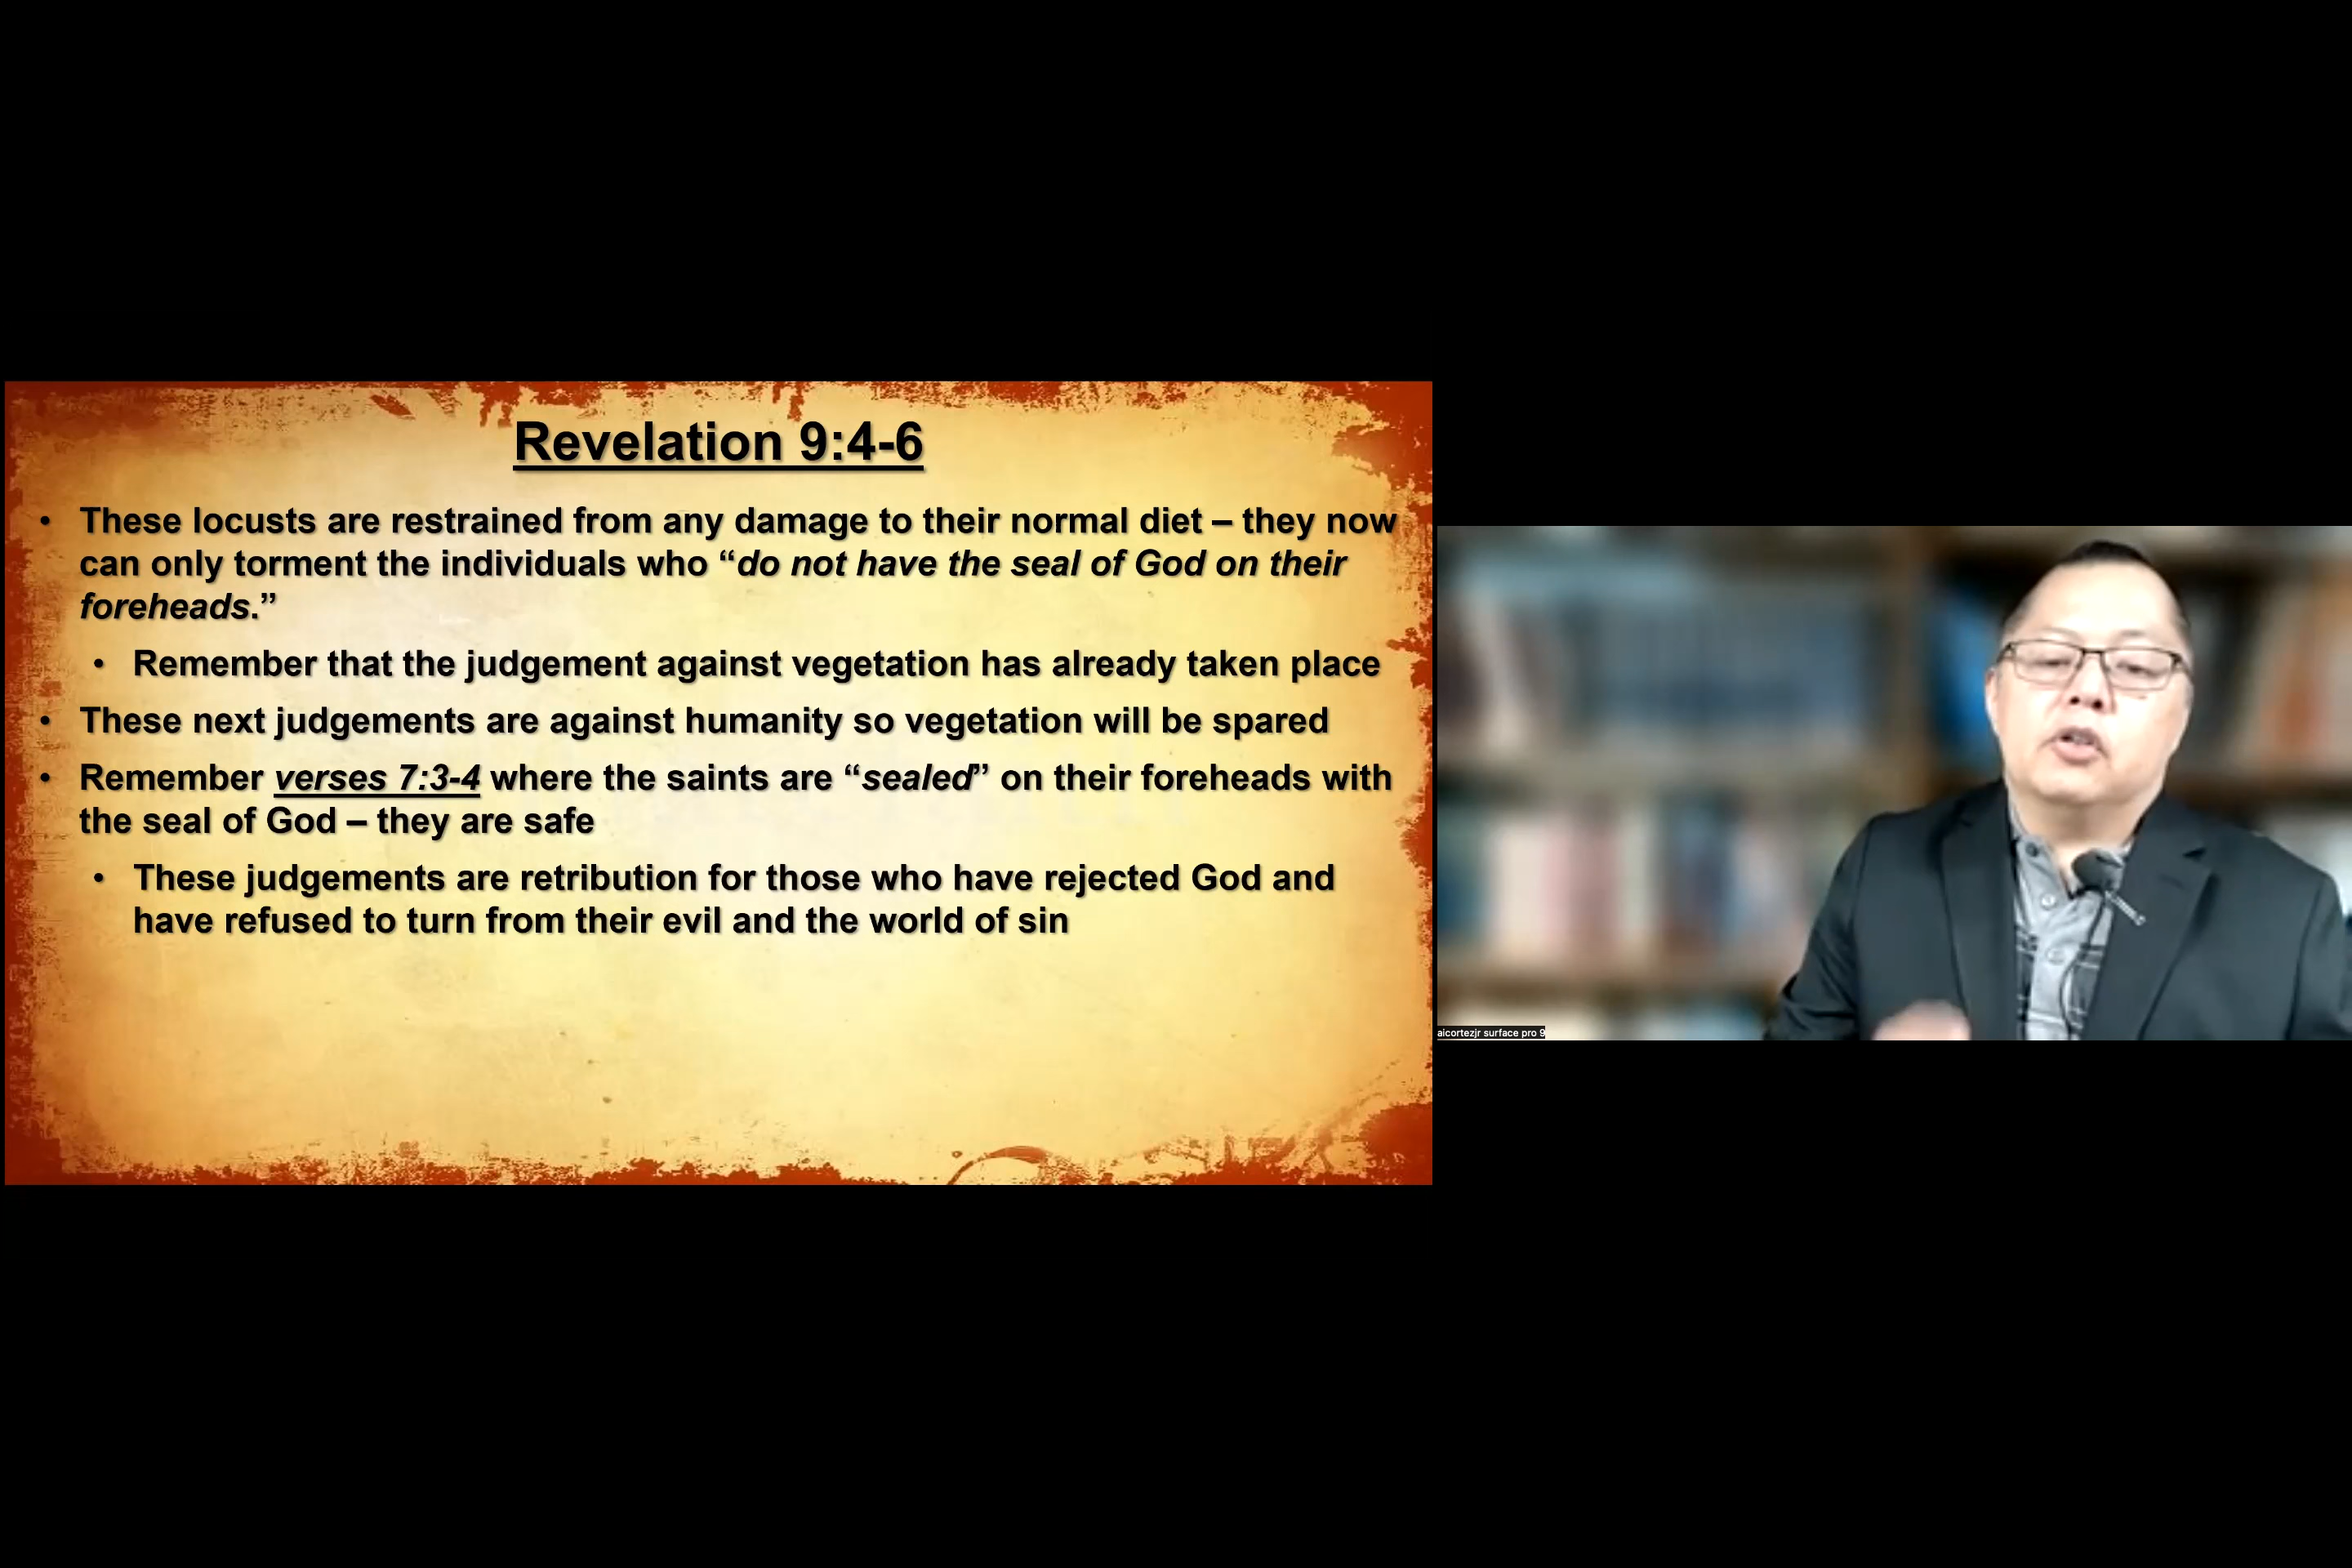 Revelation 9:4-6
• These locusts are restrained from any damage to their normal diet – they now
can only torment the individuals who “do not have the seal of God on their
foreheads.”
• Remember that the judgement against vegetation has already taken place
• These next judgements are against humanity so vegetation will be spared
• Remember verses 7:3-4 where the saints are “sealed” on their foreheads with
the seal of God – they are safe
• These judgements are retribution for those who have rejected God and
have refused to turn from their evil and the world of sin
aicortezjr surface pro 9